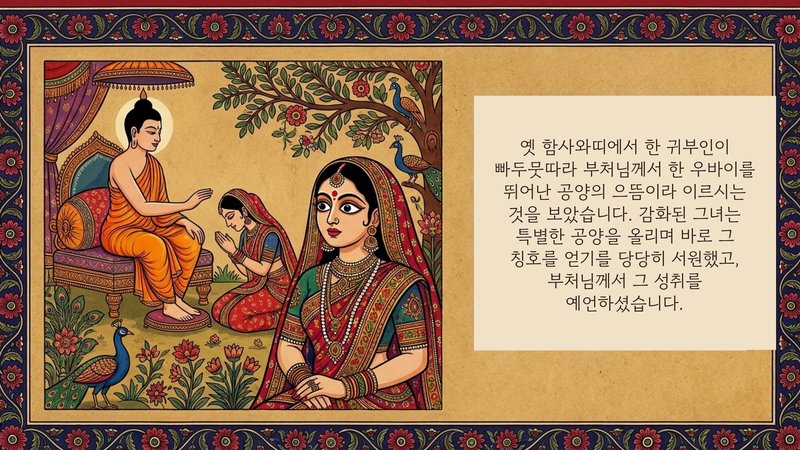 옛 함사와띠에서 한 귀부인이
빠두뭇따라 부처님께서 한 우바이를
뛰어난 공양의 으뜸이라 이르시는
것을 보았습니다. 감화된 그녀는
특별한 공양을 올리며 바로 그
칭호를 얻기를 당당히 서원했고,
부처님께서 그 성취를
예언하셨습니다.